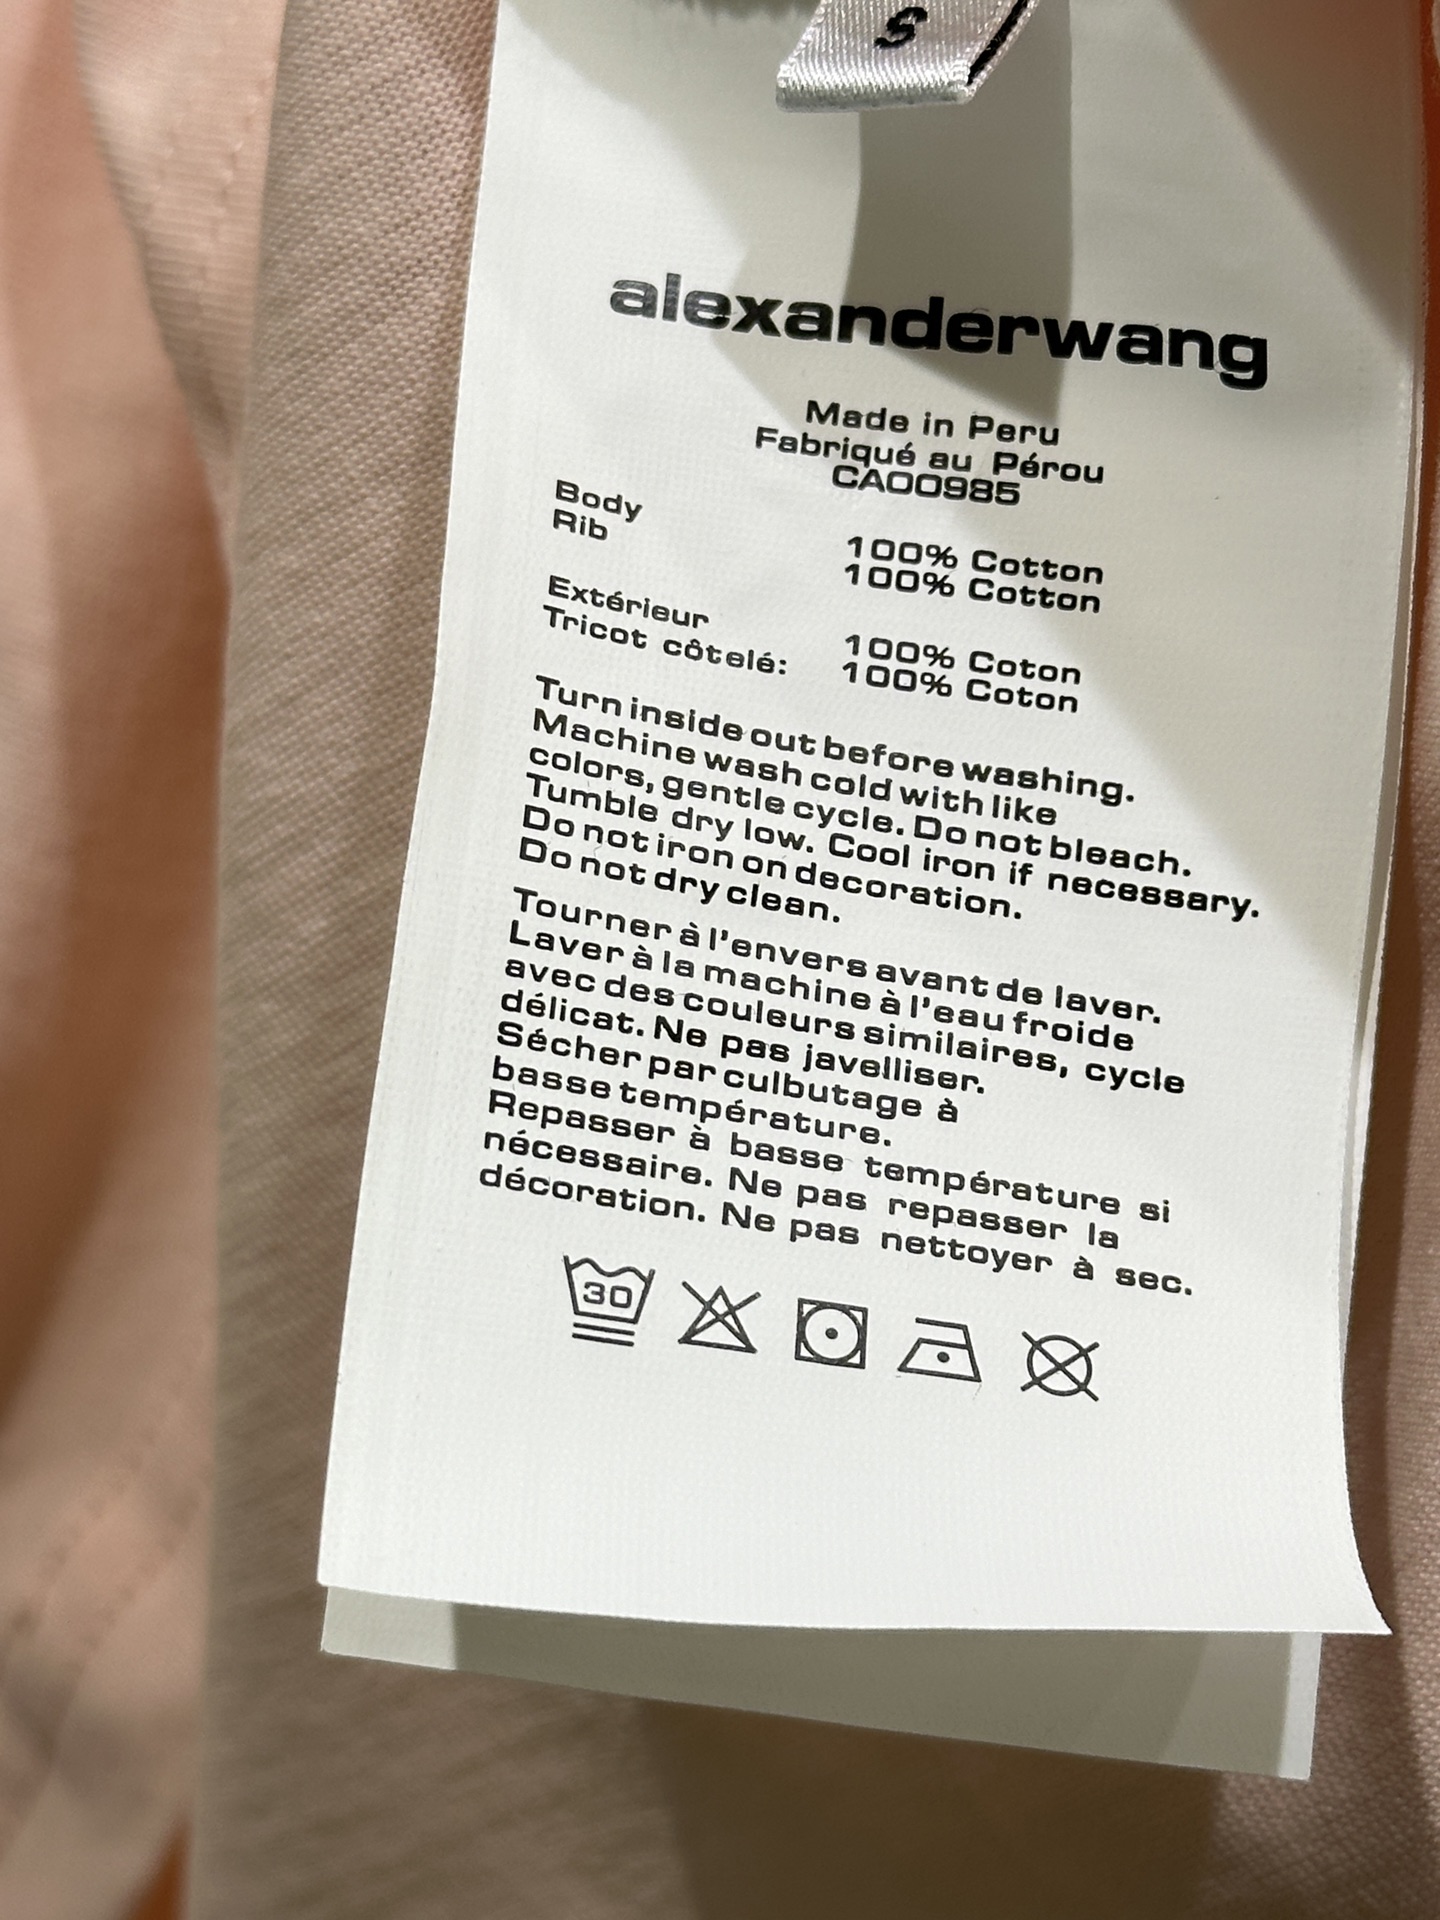 S
alexanderwang
Made in Peru
Fabriqué au Pérou
CA00985
Body 100% Cotton
Rib 100% Cotton
Extérieur 100% Coton
Tricot côtelé: 100% Coton
Turn inside out before washing.
Machine wash cold with like
colors, gentle cycle. Do not bleach.
Tumble dry low. Cool iron if necessary.
Do not iron on decoration.
Do not dry clean.
Tourner à l'envers avant de laver.
Laver à la machine à l'eau froide
avec des couleurs similaires, cycle
délicat. Ne pas javelliser.
Sécher par culbutage à
basse température.
Repasser à basse température si
nécessaire. Ne pas repasser la
décoration. Ne pas nettoyer à sec.
30